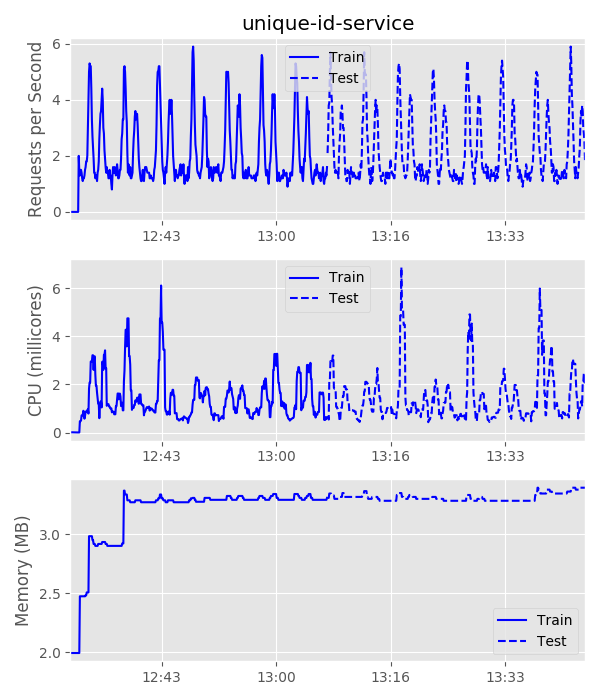 unique-id-service
Requests per Second
6
4
2
0
Train
Test
12:43
13:00
13:16
13:33
CPU (millicores)
6
4
2
0
Train
Test
12:43
13:00
13:16
13:33
Memory (MB)
3.0
2.5
2.0
Train
Test
12:43
13:00
13:16
13:33